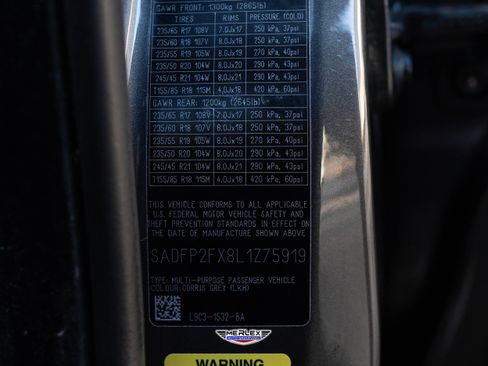 GAWR FRONT: 1300kg (2865lb)
TIRES RIMS PRESSURE (COLD)
235/65 R17 108V 7.0Jx17 250 kPa, 37psi
235/60 R18 107V 8.0Jx18 250 kPa, 37psi
235/55 R19 105W 8.0Jx19 270 kPa, 40psi
235/50 R20 104W 8.0Jx20 290 kPa, 43psi
245/45 R21 104W 8.0Jx21 290 kPa, 43psi
T155/85 R18 115M 4.0Jx18 420 kPa, 60psi
GAWR REAR: 1200kg (2645lb)
235/65 R17 108V 7.0Jx17 250 kPa, 37psi
235/60 R18 107V 8.0Jx18 250 kPa, 37psi
235/55 R19 105W 8.0Jx19 270 kPa, 40psi
235/50 R20 104W 8.0Jx20 290 kPa, 43psi
245/45 R21 104W 8.0Jx21 290 kPa, 43psi
T155/85 R18 115M 4.0Jx18 420 kPa, 60psi
THIS VEHICLE CONFORMS TO ALL APPLICABLE
U.S. FEDERAL MOTOR VEHICLE SAFETY AND
THEFT PREVENTION STANDARDS IN EFFECT ON
THE DATE OF MANUFACTURE SHOWN ABOVE
SADFP2FX8L1Z75919
TYPE: MULTI-PURPOSE PASSENGER VEHICLE
COLOUR:CORRIS GREY (LKH)
L9C3-1532-BA
MERLEX
WARNING